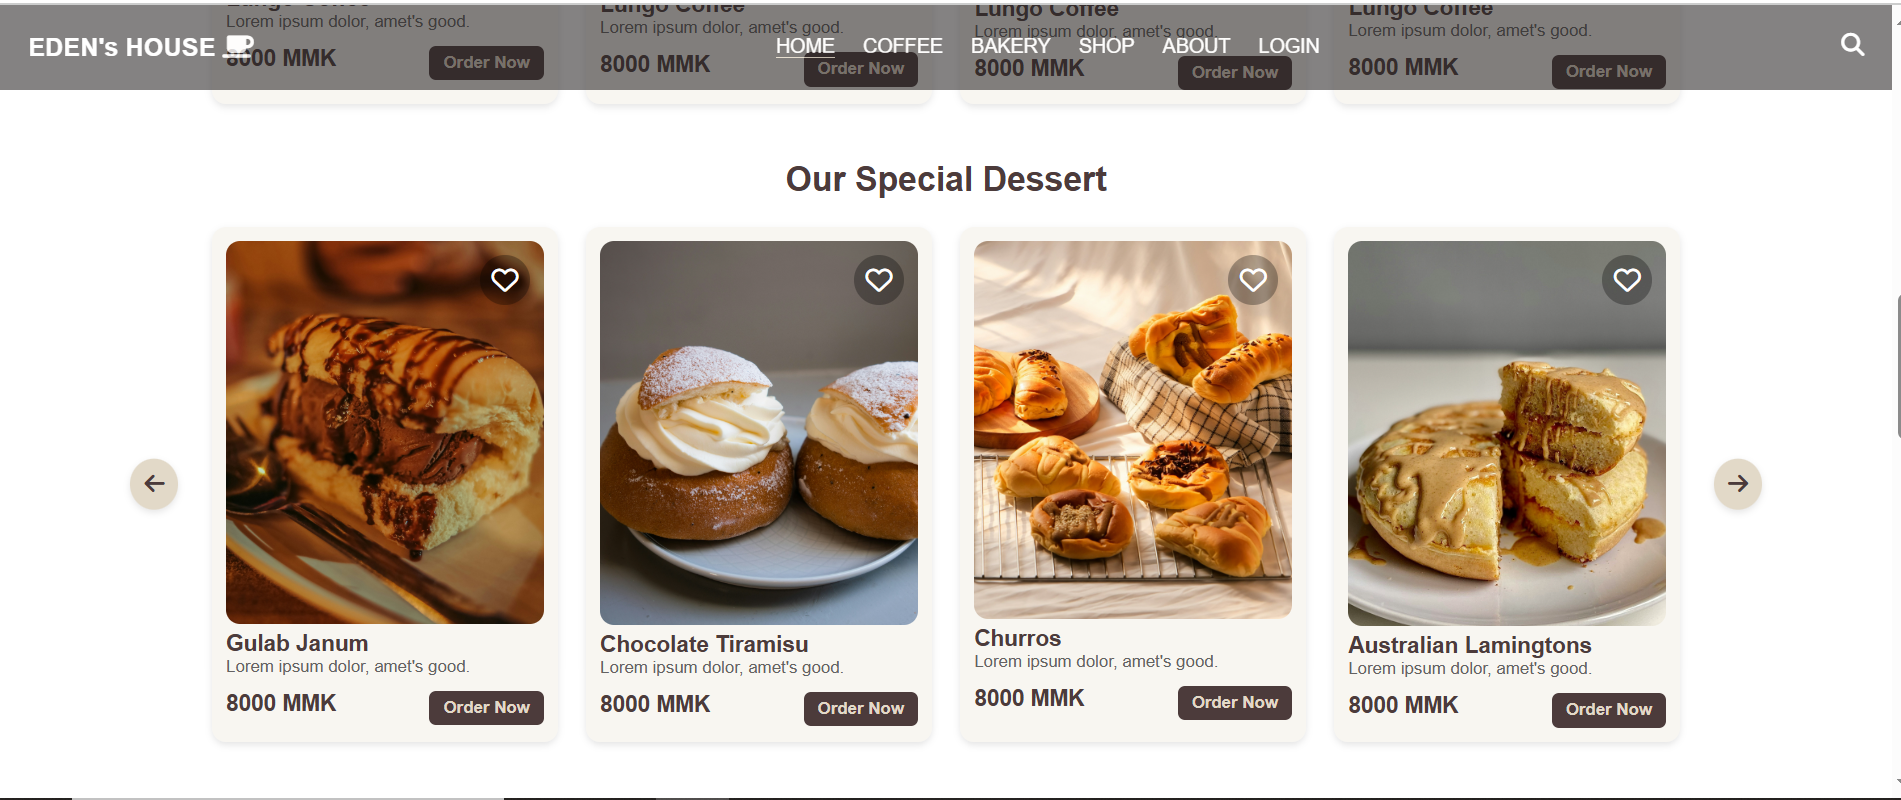 Lungo Coffee
Lungo Coffee
Lungo Coffee
Lungo Coffee
Lorem ipsum dolor, amet's good.
Lorem ipsum dolor, amet's good.
Lorem ipsum dolor, amet's good.
Lorem ipsum dolor, amet's good.
EDEN's HOUSE
HOME COFFEE BAKERY SHOP ABOUT LOGIN
8000 MMK Order Now
8000 MMK Order Now
8000 MMK Order Now
8000 MMK Order Now
Our Special Dessert
Gulab Janum
Lorem ipsum dolor, amet's good.
8000 MMK Order Now
Chocolate Tiramisu
Lorem ipsum dolor, amet's good.
8000 MMK Order Now
Churros
Lorem ipsum dolor, amet's good.
8000 MMK Order Now
Australian Lamingtons
Lorem ipsum dolor, amet's good.
8000 MMK Order Now